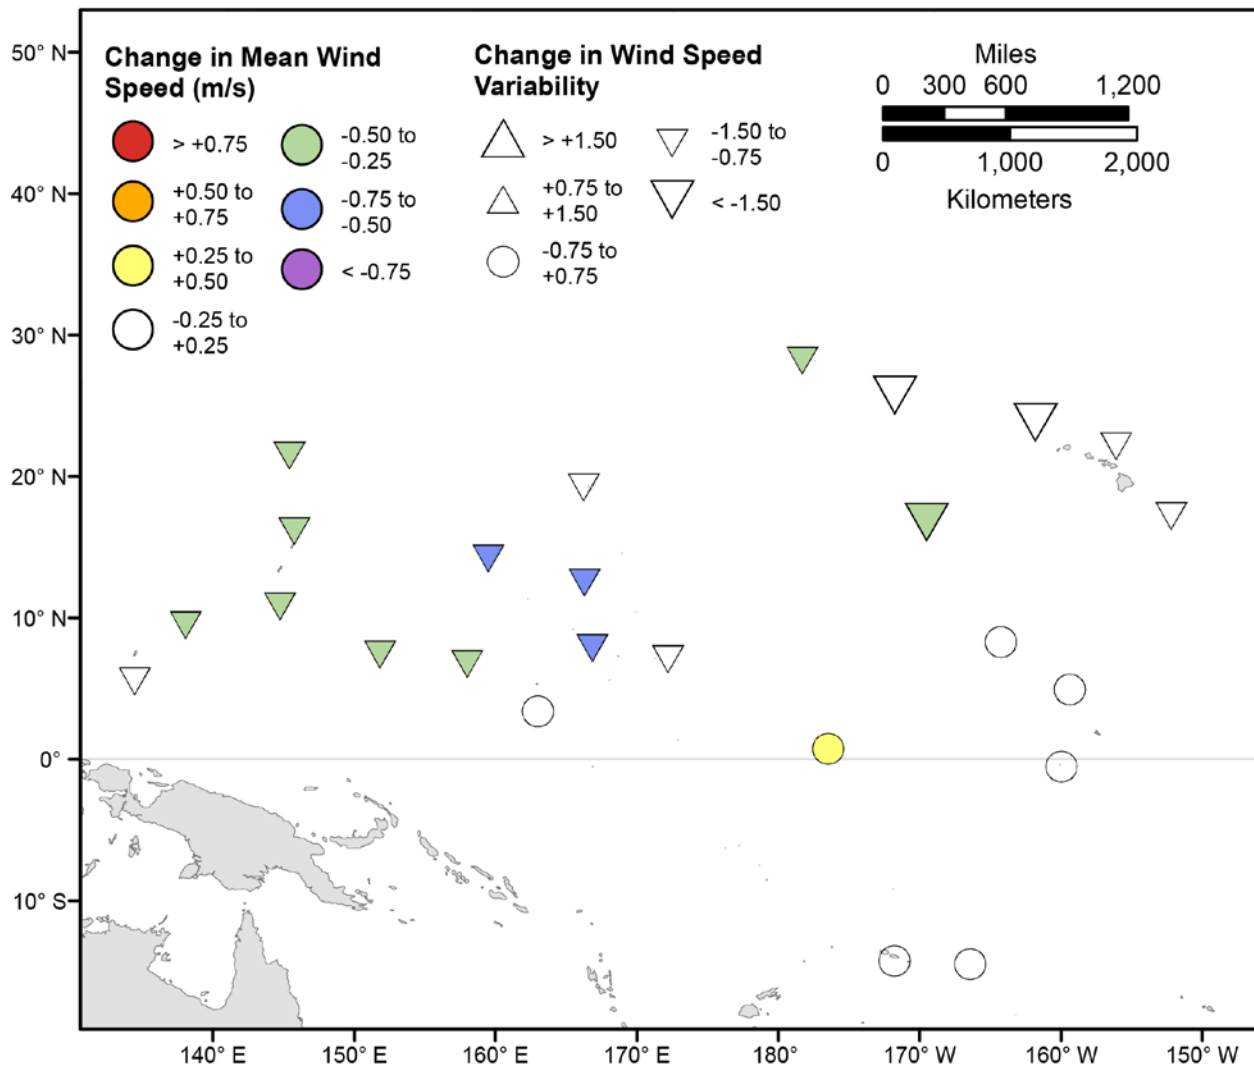 Change in Mean Wind
Speed (m/s)
> +0.75
+0.50 to
+0.75
+0.25 to
+0.50
-0.25 to
+0.25
-0.50 to
-0.25
-0.75 to
-0.50
< -0.75
Change in Wind Speed
Variability
> +1.50
+0.75 to
+1.50
-0.75 to
+0.75
-1.50 to
-0.75
< -1.50
Miles
0 300 600 1,200
0 1,000 2,000
Kilometers
50° N
40° N
30° N
20° N
10° N
0°
10° S
140° E 150° E 160° E 170° E 180° 170° W 160° W 150° W